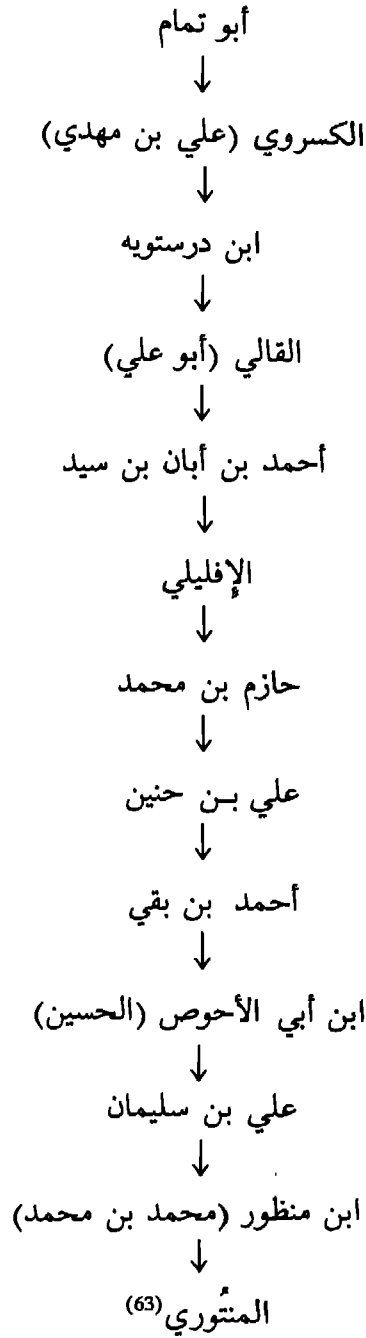 أبو تمام
↓
الكسروي (علي بن مهدي)
↓
ابن درستويه
↓
القالي (أبو علي)
↓
أحمد بن أبان بن سيد
↓
الإفليلي
↓
حازم بن محمد
↓
علي بن حنين
↓
أحمد بن بقي
↓
ابن أبي الأحوص (الحسين)
↓
علي بن سليمان
↓
ابن منظور (محمد بن محمد)
↓
المنتُوري(63)